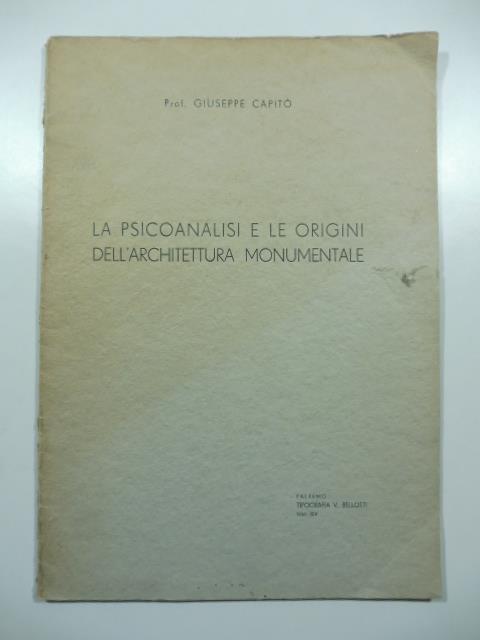 Prof. GIUSEPPE CAPITÒ
LA PSICOANALISI E LE ORIGINI
DELL'ARCHITETTURA MONUMENTALE
PALERMO
TIPOGRAFIA V. BELLOTTI